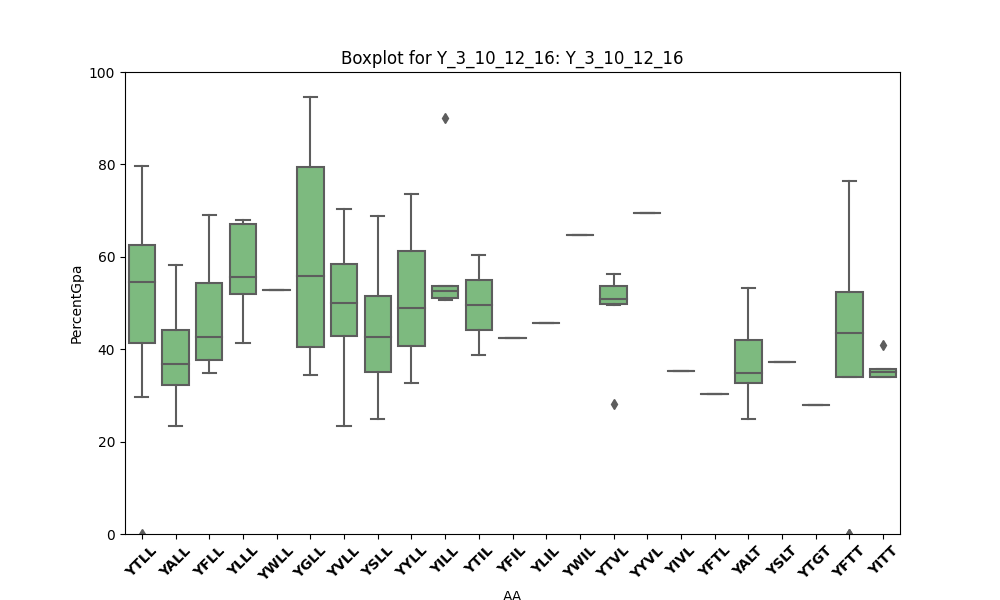 Boxplot for Y_3_10_12_16: Y_3_10_12_16
100
80
60
40
20
0
PercentGpa
YTLL YALL YFLL YLLL YWLL YGLL YVLL YSLL YYLL YILL YTIL YFIL YLIL YWIL YTVL YYVL YIVL YFTL YALT YSLT YTGT YFTT YITT
AA